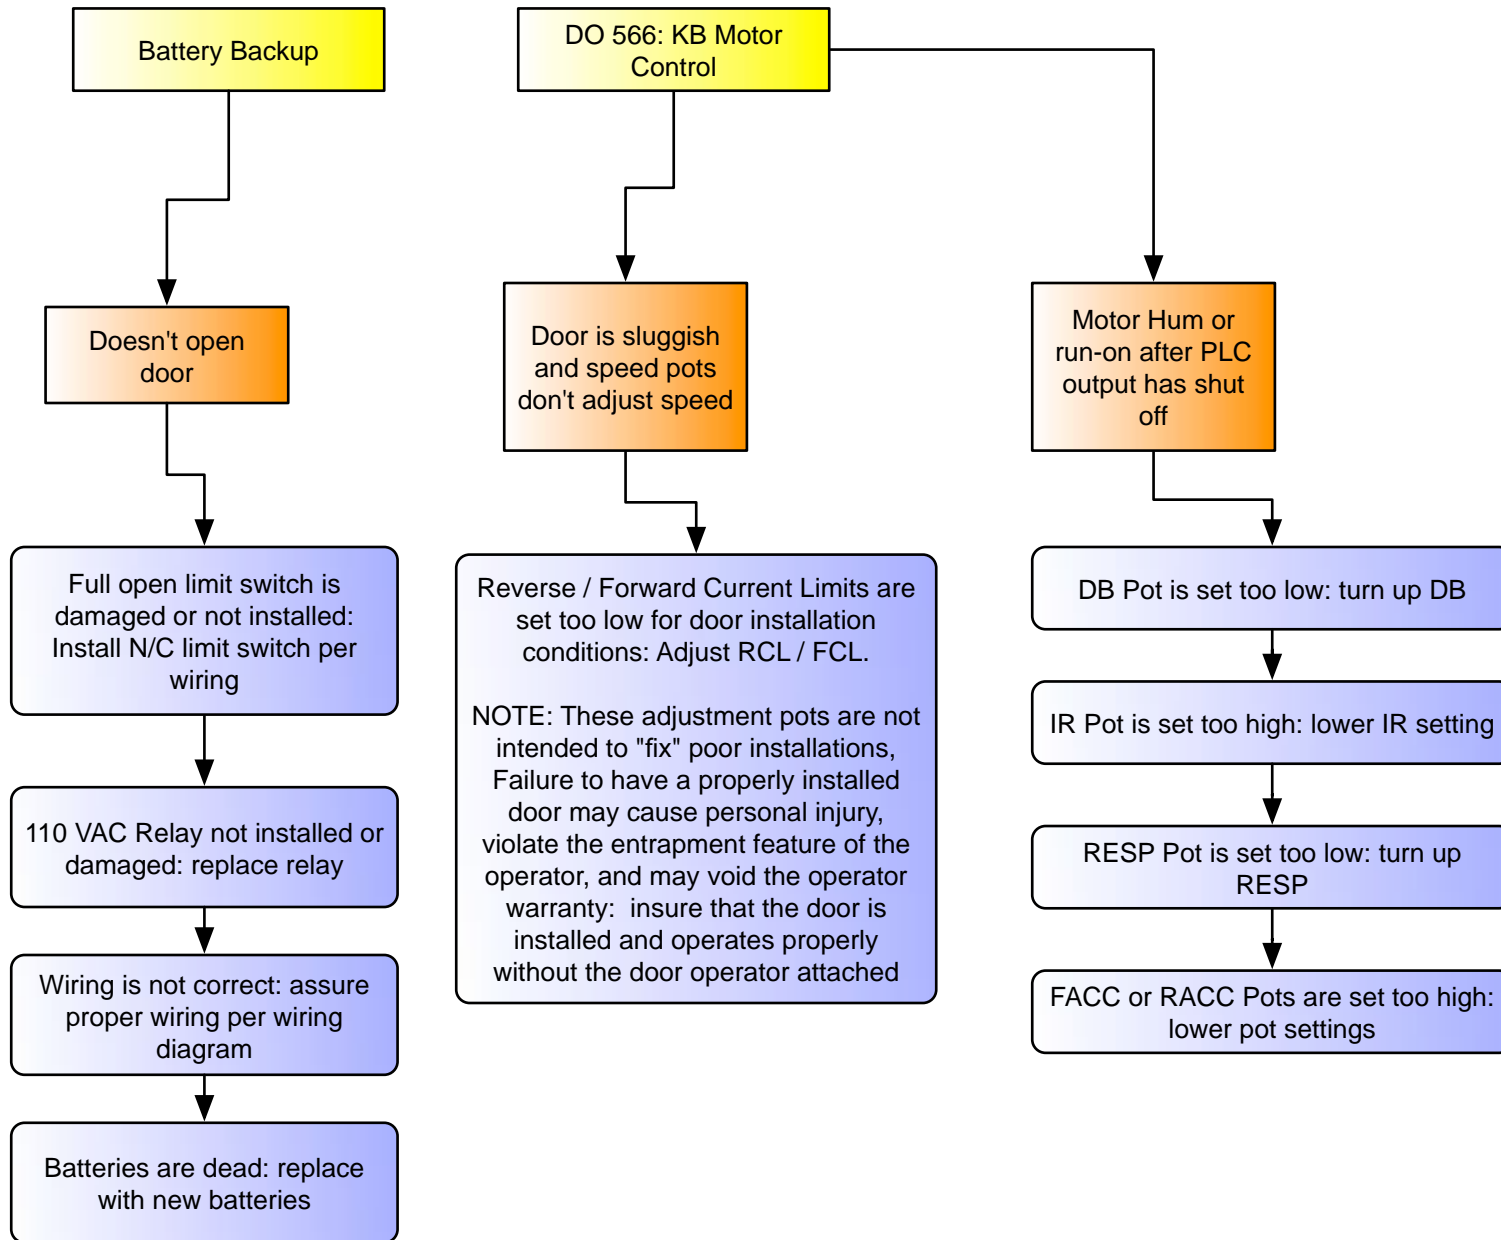 Battery Backup
DO 566: KB Motor
Control
Doesn't open
door
Door is sluggish
and speed pots
don't adjust speed
Motor Hum or
run-on after PLC
output has shut
off
Full open limit switch is
damaged or not installed:
Install N/C limit switch per
wiring
110 VAC Relay not installed or
damaged: replace relay
Wiring is not correct: assure
proper wiring per wiring
diagram
Batteries are dead: replace
with new batteries
Reverse / Forward Current Limits are
set too low for door installation
conditions: Adjust RCL / FCL.
NOTE: These adjustment pots are not
intended to "fix" poor installations,
Failure to have a properly installed
door may cause personal injury,
violate the entrapment feature of the
operator, and may void the operator
warranty:  insure that the door is
installed and operates properly
without the door operator attached
DB Pot is set too low: turn up DB
IR Pot is set too high: lower IR setting
RESP Pot is set too low: turn up
RESP
FACC or RACC Pots are set too high:
lower pot settings